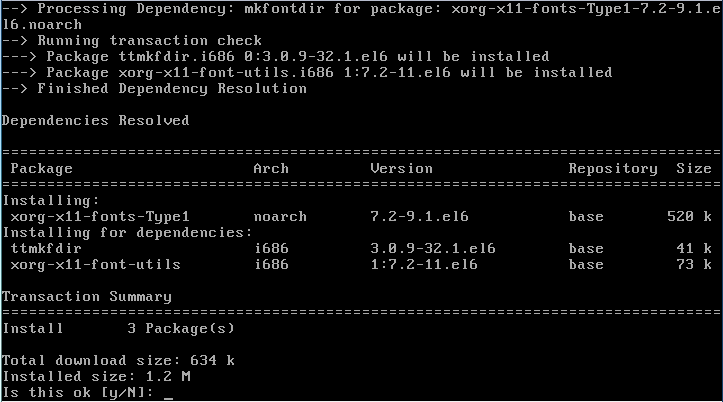 --> Processing Dependency: mkfontdir for package: xorg-x11-fonts-Type1-7.2-9.1.e
l6.noarch
--> Running transaction check
---> Package ttmkfdir.i686 0:3.0.9-32.1.el6 will be installed
---> Package xorg-x11-font-utils.i686 1:7.2-11.el6 will be installed
--> Finished Dependency Resolution
Dependencies Resolved
================================================================================
Package Arch Version Repository Size
================================================================================
Installing:
xorg-x11-fonts-Type1 noarch 7.2-9.1.el6 base 520 k
Installing for dependencies:
ttmkfdir i686 3.0.9-32.1.el6 base 41 k
xorg-x11-font-utils i686 1:7.2-11.el6 base 73 k
Transaction Summary
================================================================================
Install 3 Package(s)
Total download size: 634 k
Installed size: 1.2 M
Is this ok [y/N]: _